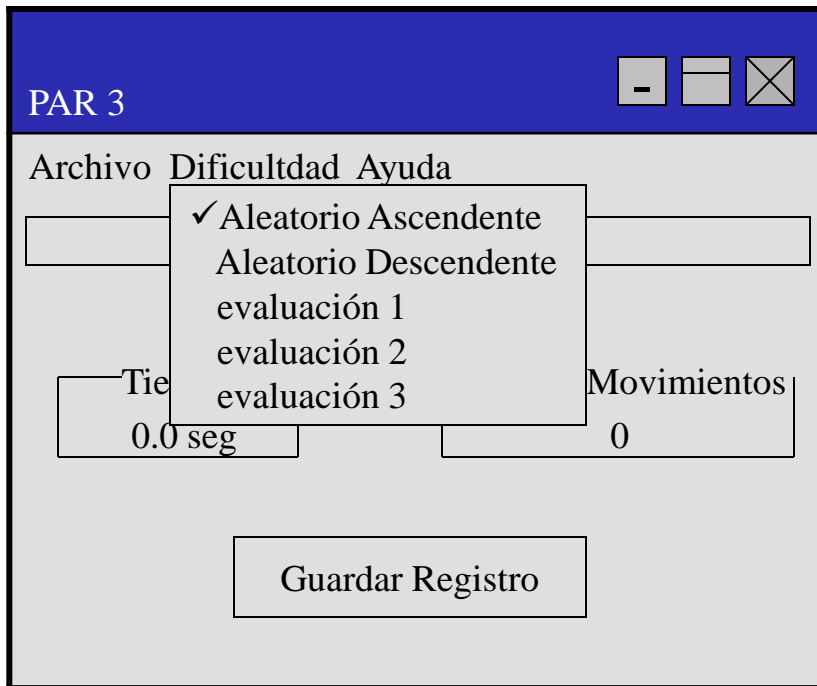 PAR 3
Archivo Dificultdad Ayuda
Aleatorio Ascendente
Aleatorio Descendente
evaluación 1
evaluación 2
evaluación 3
Tie
Movimientos
0.0 seg
0
Guardar Registro